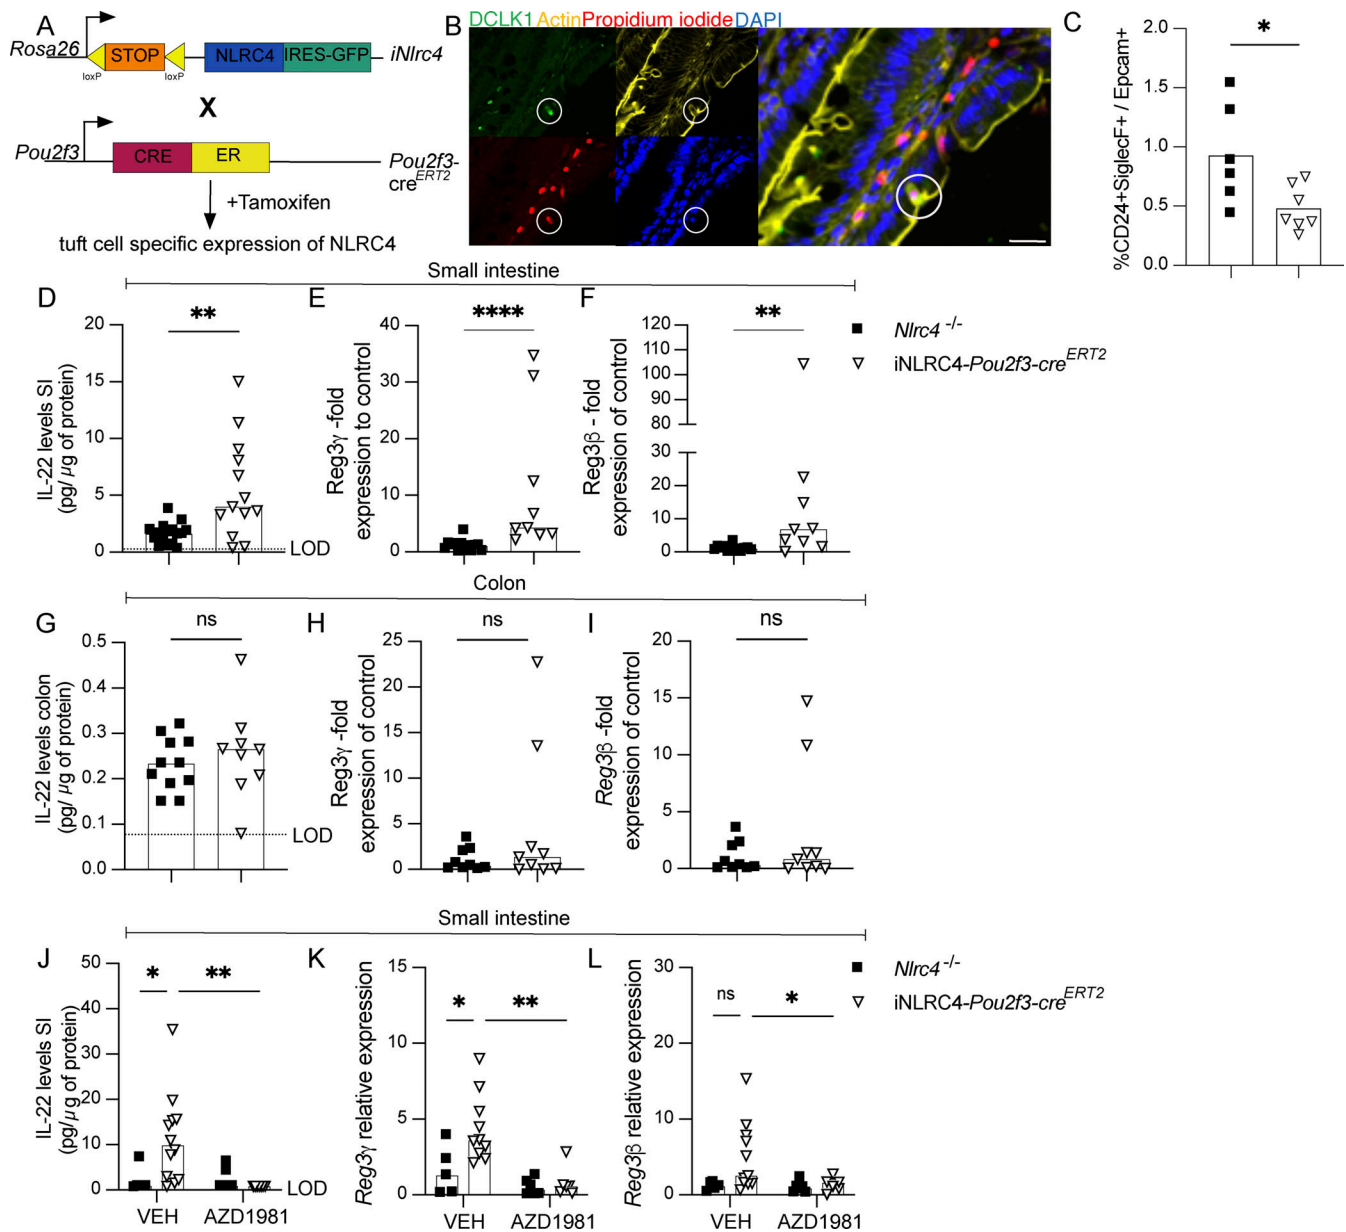 A
Rosa26
STOP
NLRC4
IRES-GFP
iNlrc4
loxP
loxP
X
Pou2f3
CRE
ER
Pou2f3-
cre^ERT2
+Tamoxifen
tuft cell specific expression of NLRC4
B
DCLK1 Actin Propidium iodide DAPI
C
%CD24+SiglecF+ / Epcam+
2.0
1.5
1.0
0.5
0.0
*
Small intestine
D
IL-22 levels SI
(pg/ μg of protein)
20
15
10
5
0
**
LOD
E
Reg3γ -fold
expression to control
40
30
20
10
0
****
F
Reg3β - fold
expression of control
120
110
100
90
80
30
20
10
0
**
Nlrc4 -/-
iNLRC4-Pou2f3-cre^ERT2
Colon
G
IL-22 levels colon
(pg/ μg of protein)
0.5
0.4
0.3
0.2
0.1
0.0
ns
LOD
H
Reg3γ -fold
expression of control
25
20
15
10
5
0
ns
I
Reg3β -fold
expression of control
20
15
10
5
0
ns
Small intestine
J
IL-22 levels SI
(pg/μg of protein)
50
40
30
20
10
0
*
**
LOD
VEH
AZD1981
K
Reg3γ relative expression
15
10
5
0
*
**
VEH
AZD1981
L
Reg3β relative expression
30
20
10
0
ns
*
VEH
AZD1981
Nlrc4 -/-
iNLRC4-Pou2f3-cre^ERT2